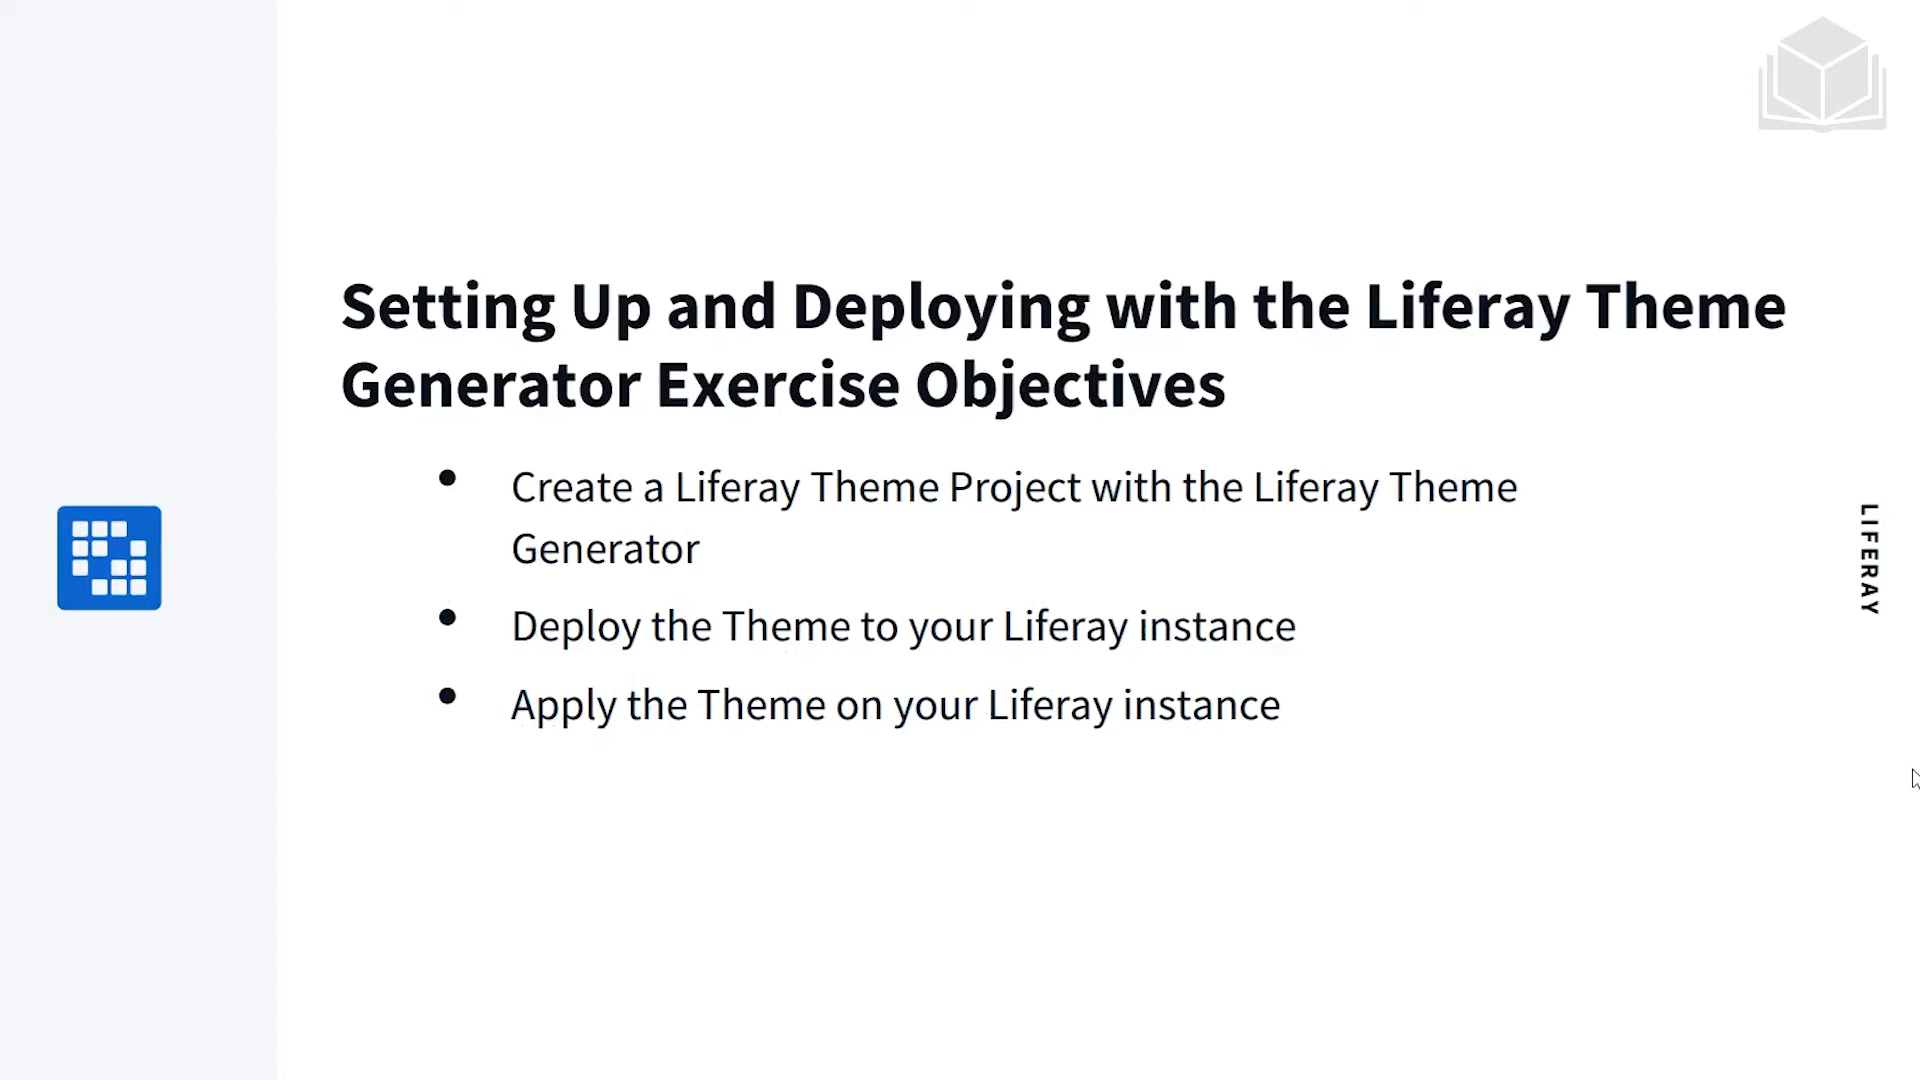 Setting Up and Deploying with the Liferay Theme
Generator Exercise Objectives
• Create a Liferay Theme Project with the Liferay Theme
Generator
• Deploy the Theme to your Liferay instance
• Apply the Theme on your Liferay instance
LIFERAY